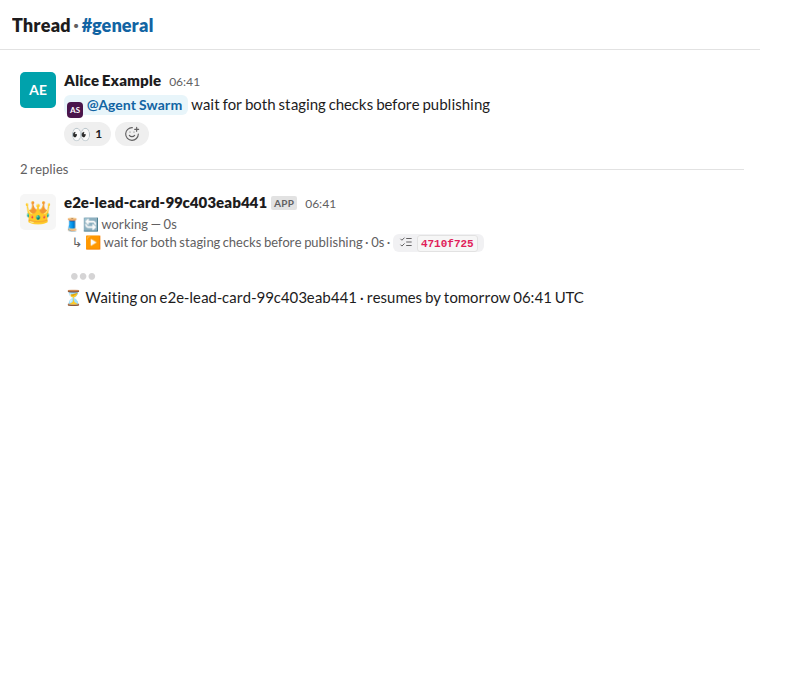 Thread · #general
AE
Alice Example 06:41
AS @Agent Swarm wait for both staging checks before publishing
👀 1
2 replies
e2e-lead-card-99c403eab441 APP 06:41
🧵 🔄 working — 0s
↳ ▶️ wait for both staging checks before publishing · 0s · 4710f725
⏳ Waiting on e2e-lead-card-99c403eab441 · resumes by tomorrow 06:41 UTC